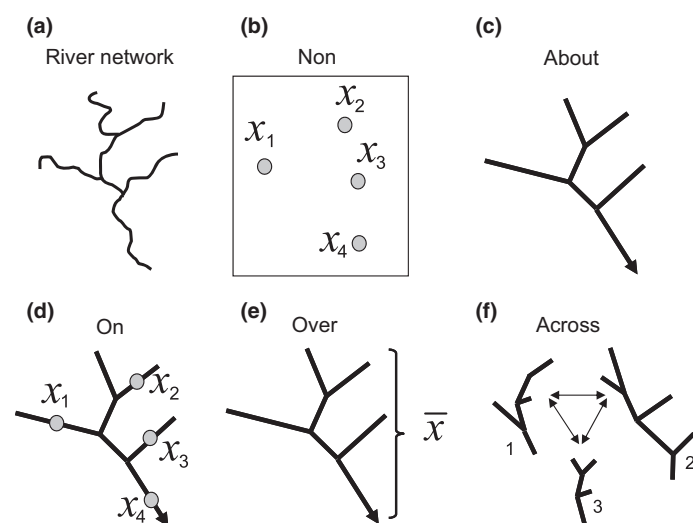 (a)
River network
(b)
Non
x₁
x₂
x₃
x₄
(c)
About
(d)
On
x₁
x₂
x₃
x₄
(e)
Over
x̄
(f)
Across
1
2
3